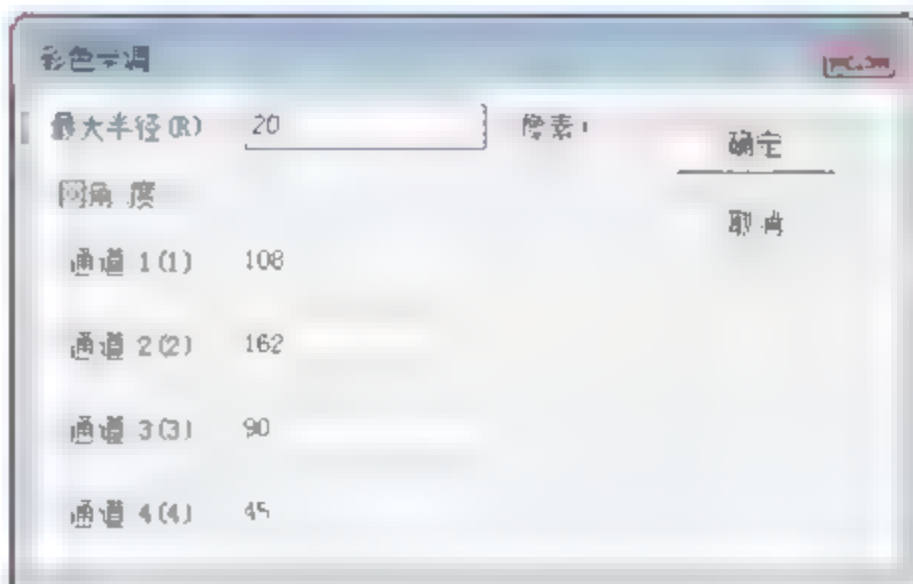 彩色半调
最大半径(R) 20 像素
确定
网角 度
取消
通道 1(1) 108
通道 2(2) 162
通道 3(3) 90
通道 4(4) 45